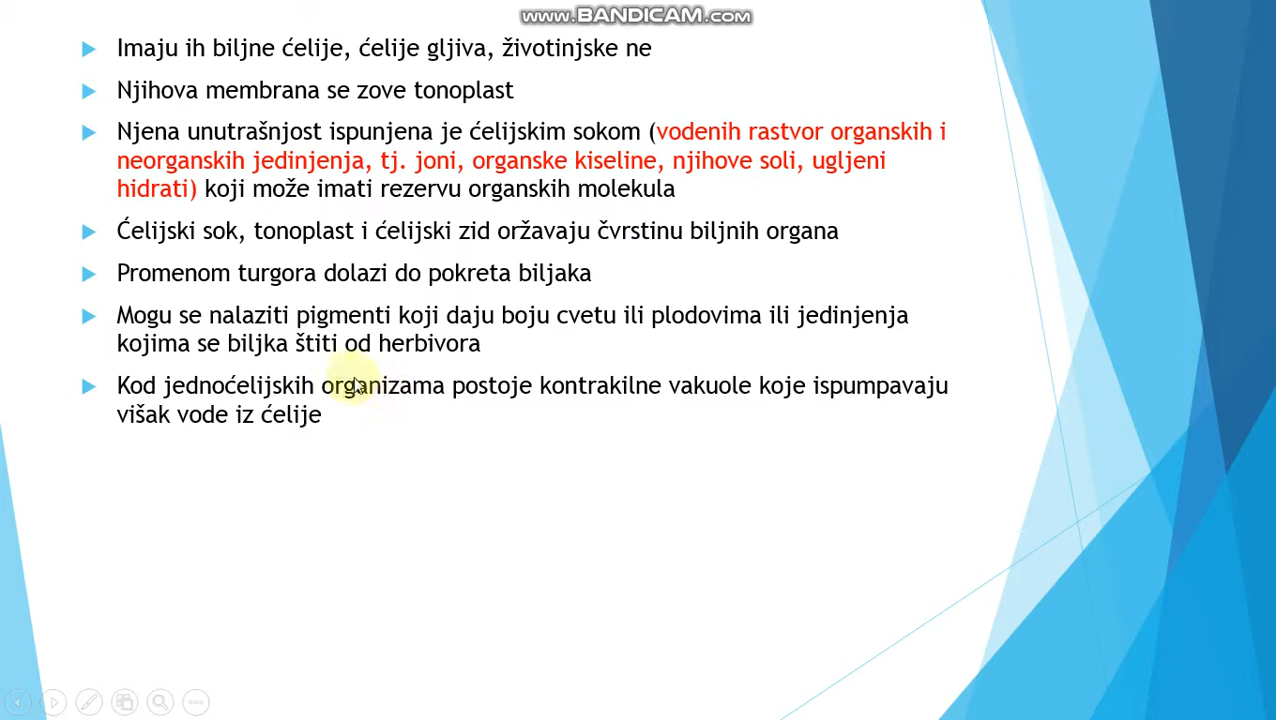 www.BANDICAM.com
Imaju ih biljne ćelije, ćelije gljiva, životinjske ne
Njihova membrana se zove tonoplast
Njena unutrašnjost ispunjena je ćelijskim sokom (vodenih rastvor organskih i
neorganskih jedinjenja, tj. joni, organske kiseline, njihove soli, ugljeni
hidrati) koji može imati rezervu organskih molekula
Ćelijski sok, tonoplast i ćelijski zid oržavaju čvrstinu biljnih organa
Promenom turgora dolazi do pokreta biljaka
Mogu se nalaziti pigmenti koji daju boju cvetu ili plodovima ili jedinjenja
kojima se biljka štiti od herbivora
Kod jednoćelijskih organizama postoje kontrakilne vakuole koje ispumpavaju
višak vode iz ćelije